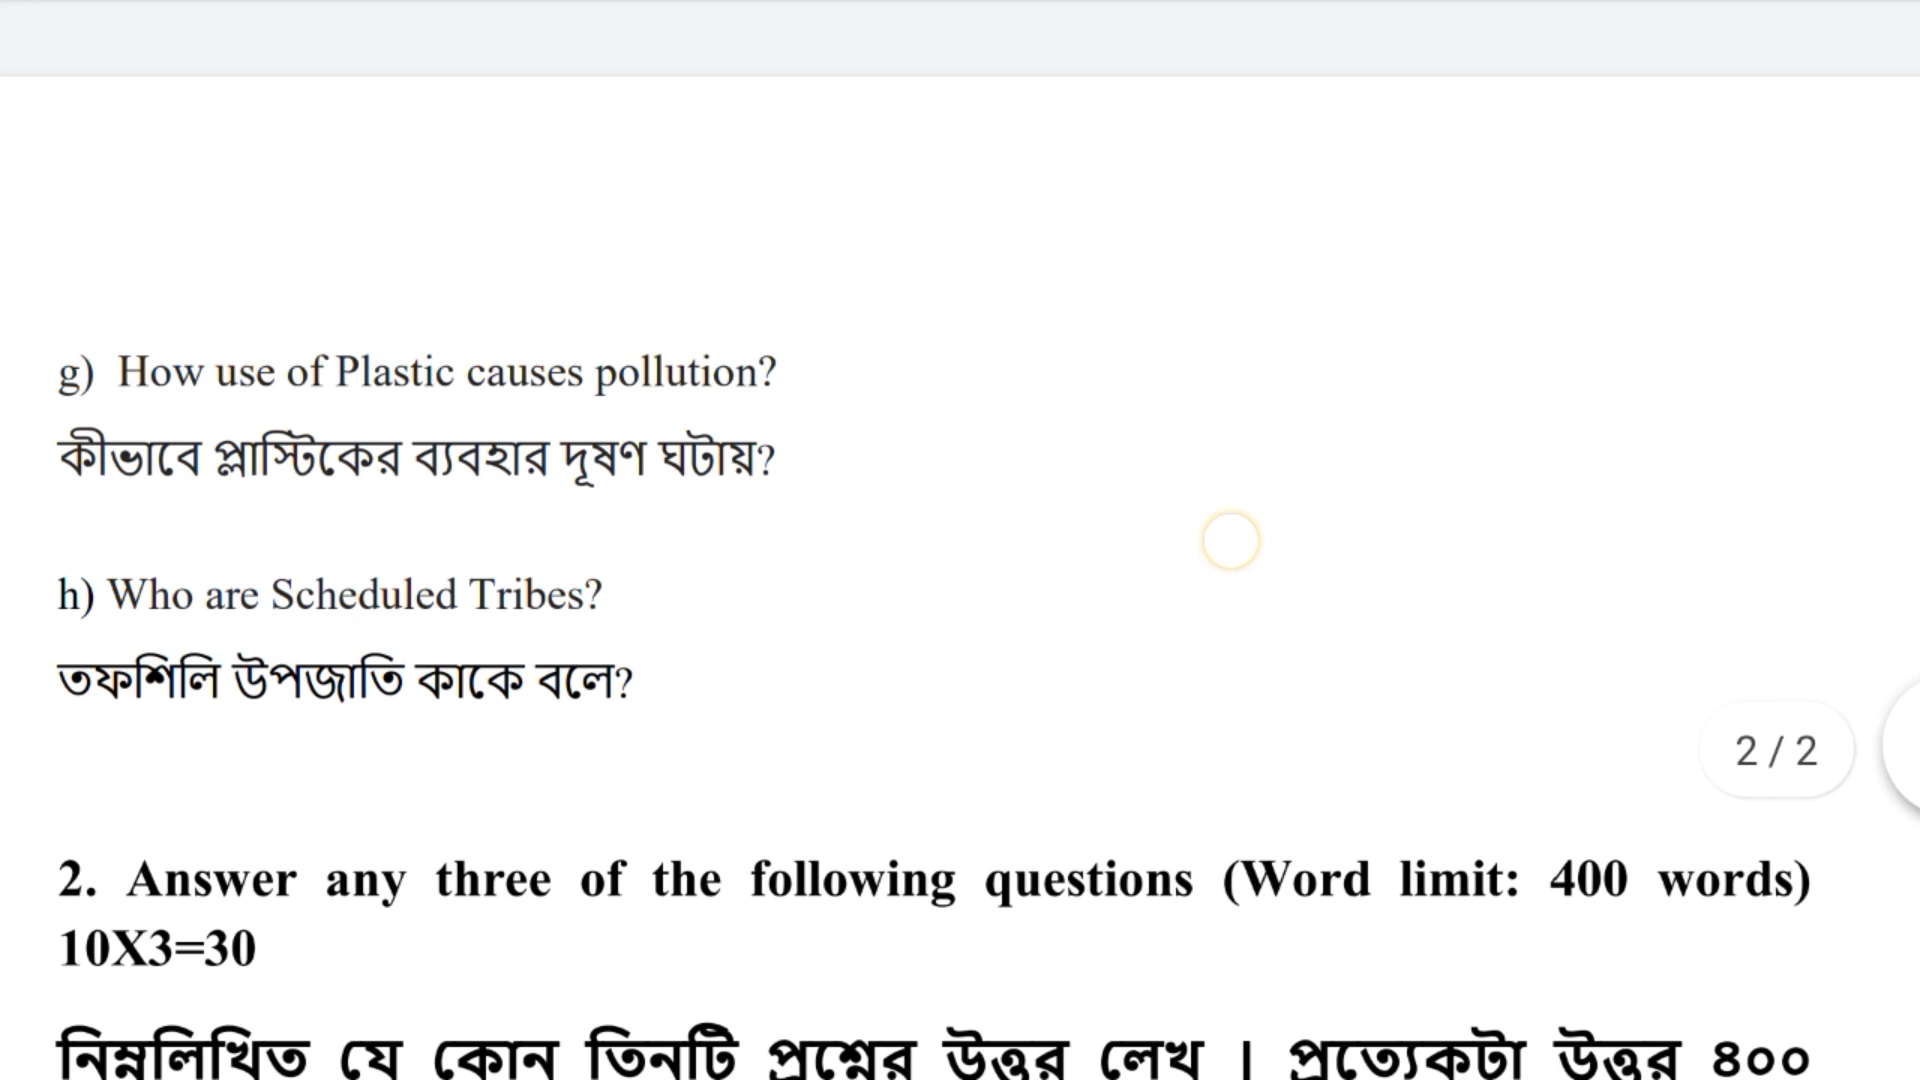 g) How use of Plastic causes pollution?
কীভাবে প্লাস্টিকের ব্যবহার দূষণ ঘটায়?
h) Who are Scheduled Tribes?
তফশিলি উপজাতি কাকে বলে?
2 / 2
2. Answer any three of the following questions (Word limit: 400 words)
10X3=30
নিম্নলিখিত যে কোন তিনটি প্রশ্নের উত্তর লেখ । প্রত্যেকটা উত্তর ৪০০